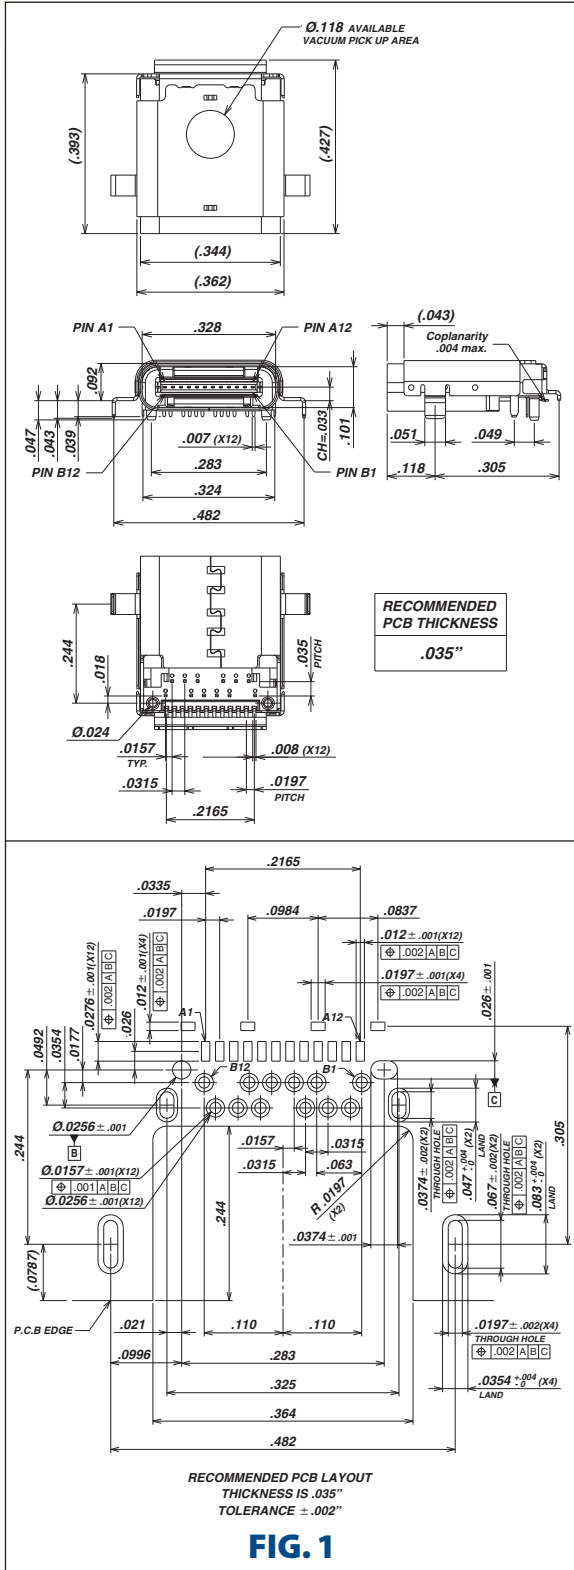 Ø.118 AVAILABLE
VACUUM PICK UP AREA
(.393)
(.427)
(.344)
(.362)
PIN A1
.328
PIN A12
(.043)
Coplanarity
.004 max.
.092
.047
.043
.039
.007 (X12)
CH=.033
.101
PIN B12
.283
PIN B1
.324
.482
.051
.049
.118
.305
RECOMMENDED
PCB THICKNESS
.035”
.244
.018
.035
PITCH
Ø.024
.0157
TYP.
.008 (X12)
.0315
.0197
PITCH
.2165
.2165
.0335
.0197
.0984
.0837
.012±.001(X12)
⌖ .002 A B C
.0197±.001(X4)
⌖ .002 A B C
.0276±.001(X12)
⌖ .002 A B C
.012±.001(X4)
⌖ .002 A B C
.026
.026±.001
A1
A12
.0492
.0354
.0177
B12
B1
C
.244
Ø.0256±.001
B
Ø.0157±.001(X12)
⌖ .001 A B C
Ø.0256±.001(X12)
.0157
.0315
.0315
.063
.244
R.0197
(X2)
.0374±.002(X2)
THROUGH HOLE
⌖ .002 A B C
.047 +.004 -0 (X2)
LAND
.067±.002(X2)
THROUGH HOLE
⌖ .002 A B C
.083 +.004 -0 (X2)
LAND
.305
.0374±.001
(.0787)
P.C.B EDGE
.021
.110
.110
.0197±.002(X4)
THROUGH HOLE
⌖ .002 A B C
.0996
.283
.0354 +.004 -0 (X4)
LAND
.325
.364
.482
RECOMMENDED PCB LAYOUT
THICKNESS IS .035”
TOLERANCE ±.002”
FIG. 1